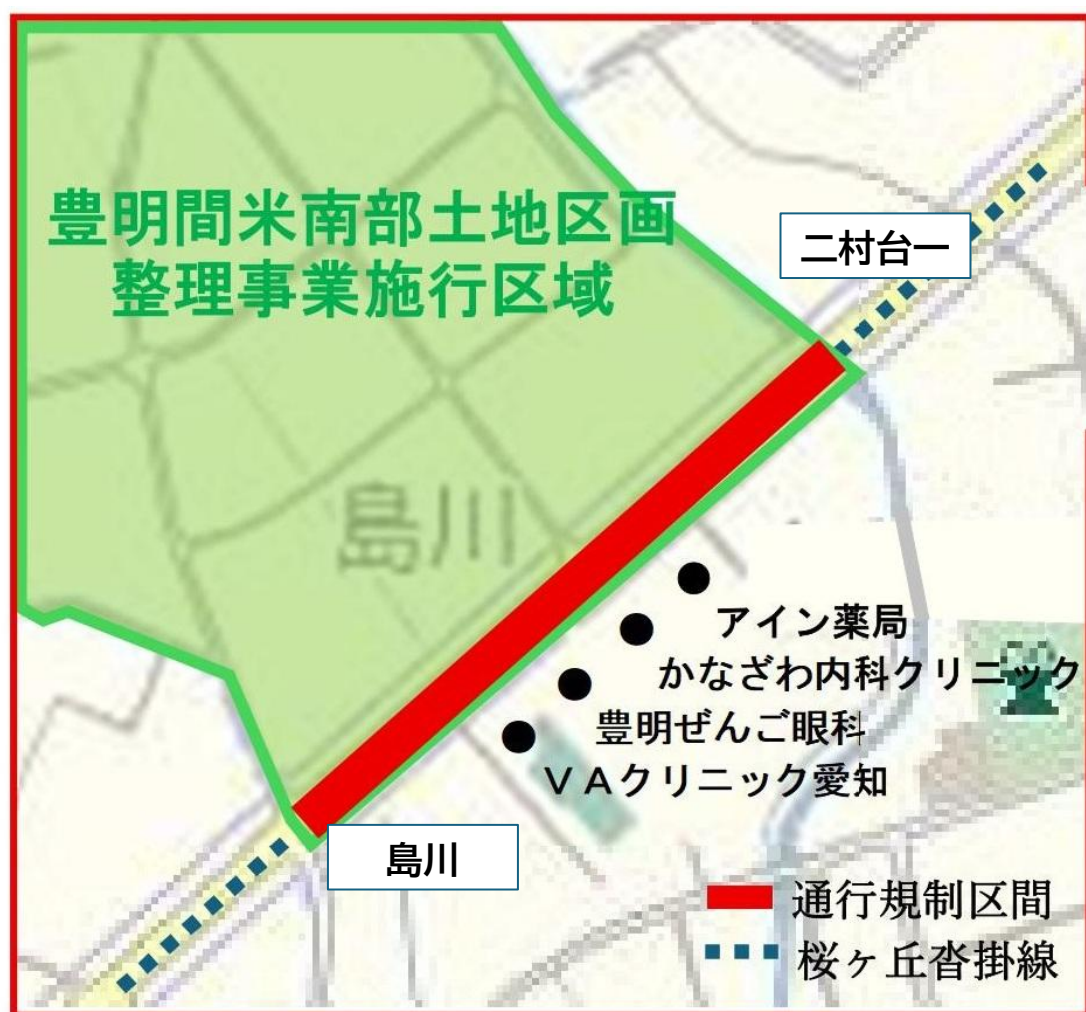 豊明間米南部土地区画
整理事業施行区域
二村台一
島川
アイン薬局
かなざわ内科クリニック
豊明ぜんご眼科
ＶＡクリニック愛知
島川
通行規制区間
桜ヶ丘沓掛線